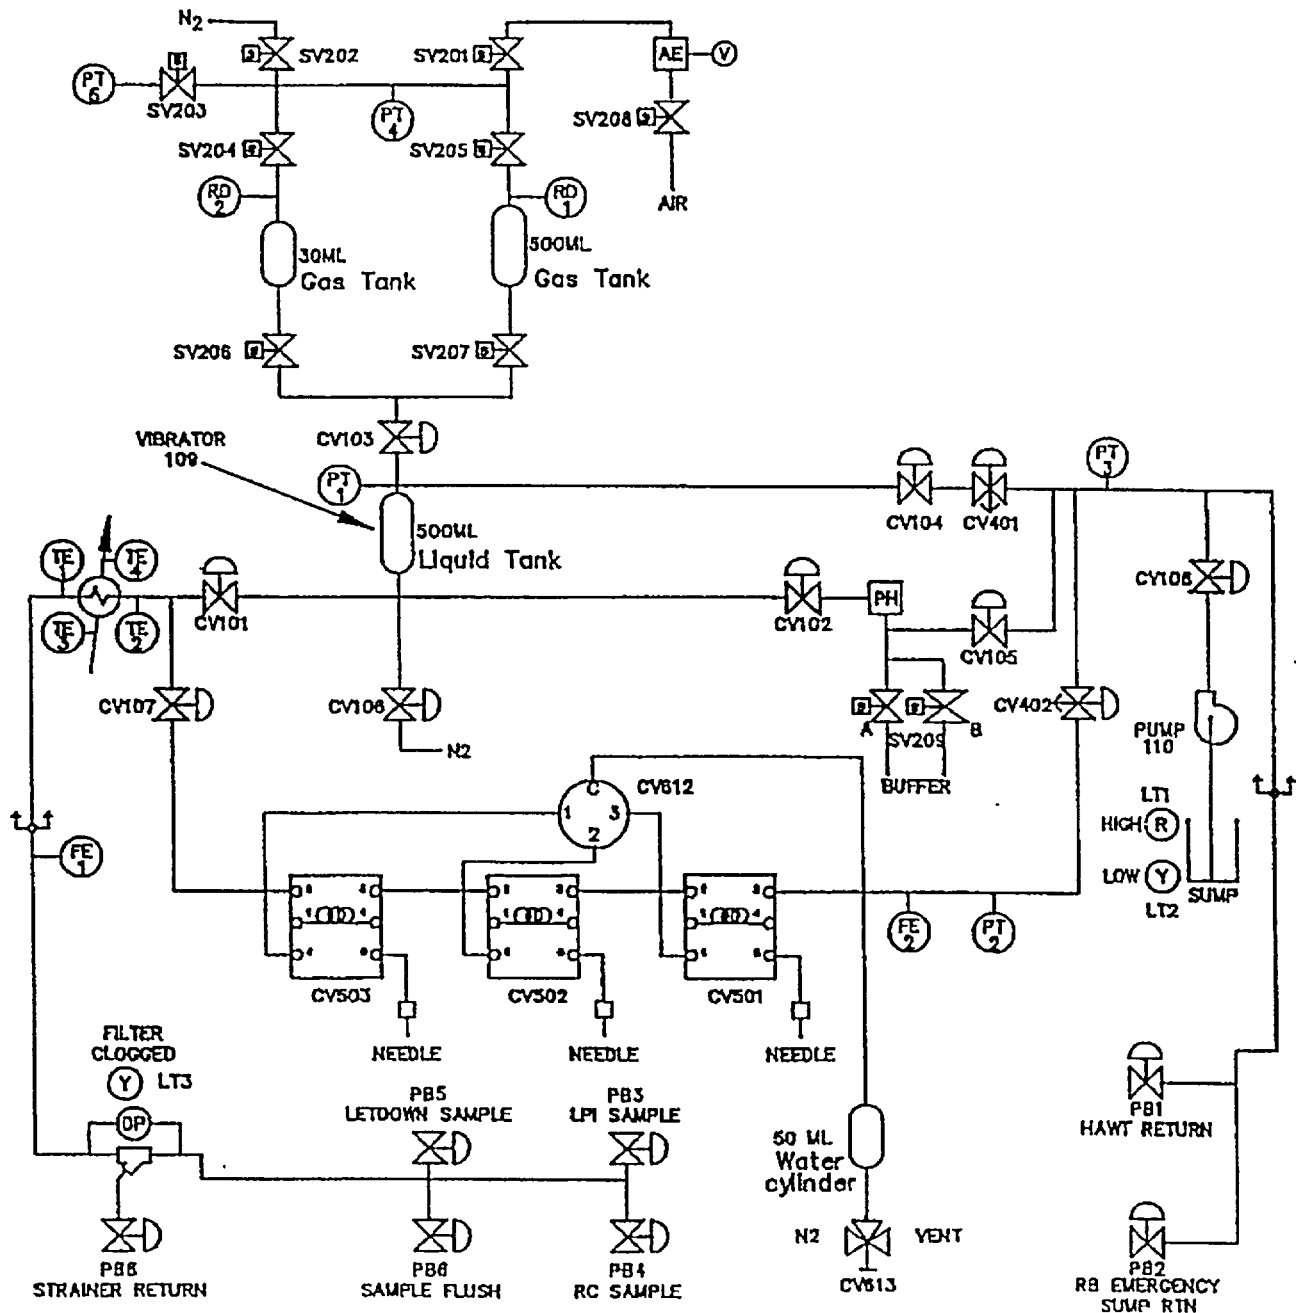 N2
SV202
SV201
AE
V
PT
6
SV203
PT
4
SV208
SV204
SV205
RD
2
RD
1
AIR
30ML
Gas Tank
500ML
Gas Tank
SV206
SV207
VIBRATOR
109
CV103
PT
1
PT
3
CV104
CV401
500ML
Liquid Tank
TE
1
TE
4
TE
3
TE
2
CV101
CV102
PH
CV105
CV108
CV107
CV106
N2
A
SV209
B
CV402
PUMP
110
BUFFER
C
1
3
2
CV612
LT1
HIGH
R
LOW
Y
LT2
SUMP
FE
1
FE
2
PT
2
CV503
CV502
CV501
NEEDLE
NEEDLE
NEEDLE
FILTER
CLOGGED
Y
LT3
DP
PB5
LETDOWN SAMPLE
PB3
LPI SAMPLE
PB1
HAWT RETURN
50 ML
Water
cylinder
N2
VENT
CV613
PB8
STRAINER RETURN
PB6
SAMPLE FLUSH
PB4
RC SAMPLE
PB2
RB EMERGENCY
SUMP RTN